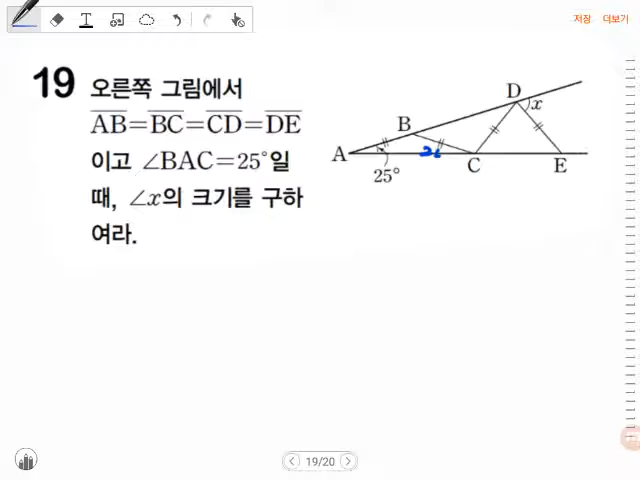 저장 더보기
19 오른쪽 그림에서
AB=BC=CD=DE
이고 ∠BAC=25°일
때, ∠x의 크기를 구하
여라.
D
x
B
A
C
E
25°
19/20